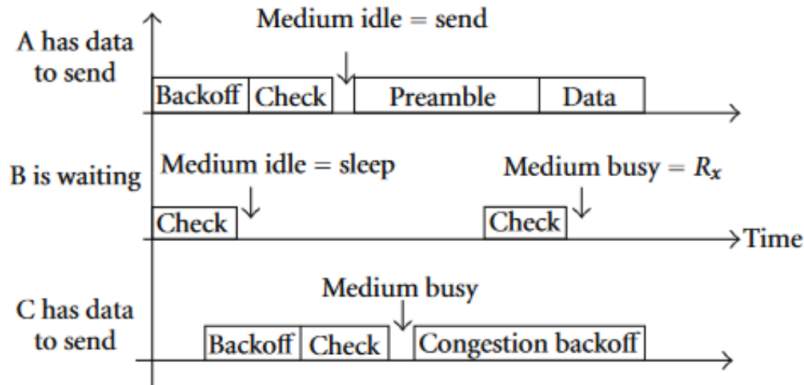 Medium idle = send
A has data
to send
Backoff Check Preamble Data
Medium idle = sleep Medium busy = Rx
B is waiting
Check Check
Time
Medium busy
C has data
to send
Backoff Check Congestion backoff